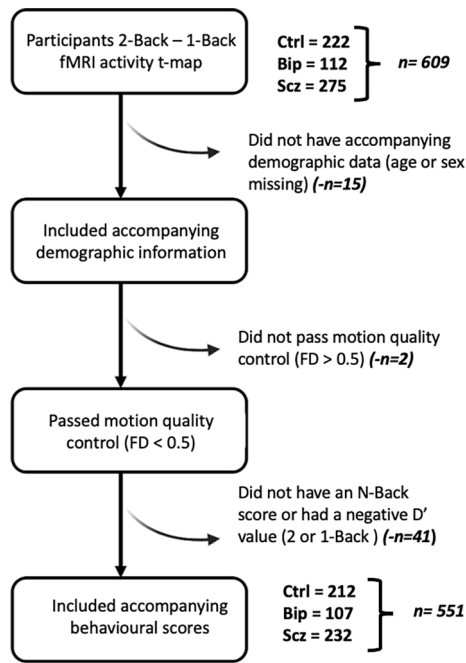 Participants 2-Back – 1-Back
fMRI activity t-map
Ctrl = 222
Bip = 112
Scz = 275
n= 609
Did not have accompanying
demographic data (age or sex
missing) (-n=15)
Included accompanying
demographic information
Did not pass motion quality
control (FD > 0.5) (-n=2)
Passed motion quality
control (FD < 0.5)
Did not have an N-Back
score or had a negative D’
value (2 or 1-Back ) (-n=41)
Included accompanying
behavioural scores
Ctrl = 212
Bip = 107
Scz = 232
n= 551